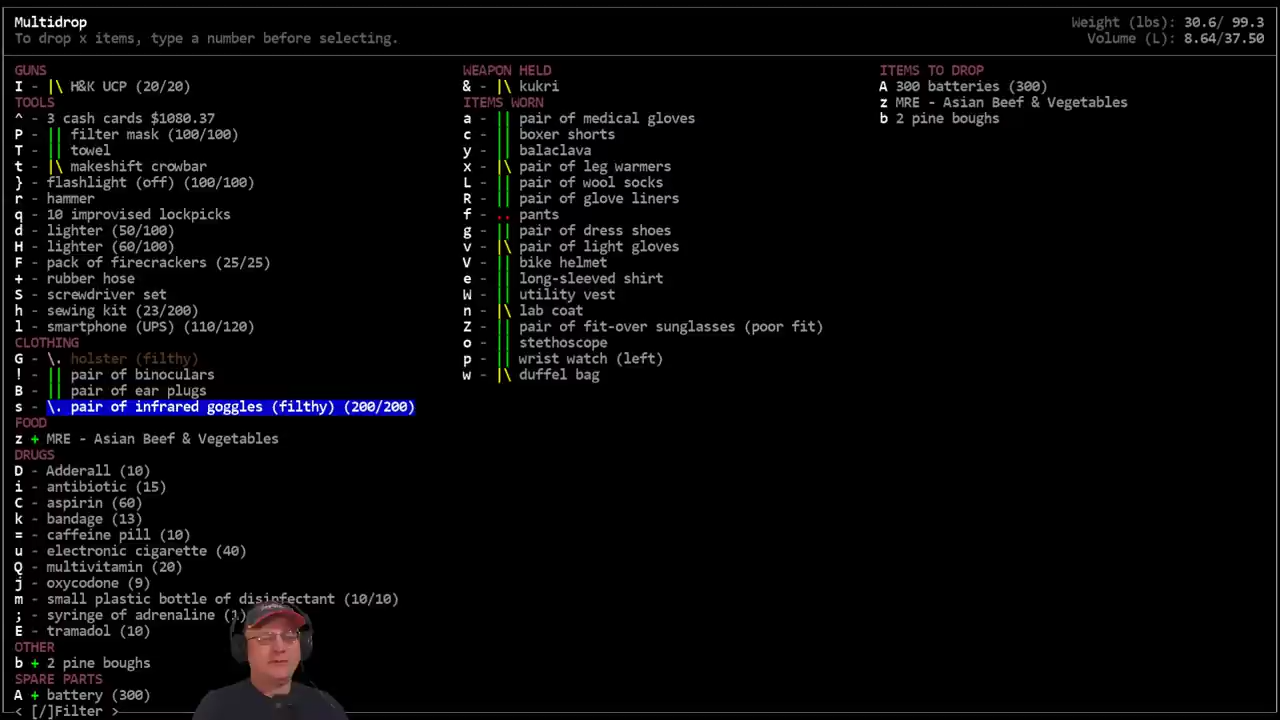 Multidrop
To drop x items, type a number before selecting.
Weight (lbs): 30.6/ 99.3
Volume (L): 8.64/37.50
GUNS
I - |\ H&K UCP (20/20)
TOOLS
^ - 3 cash cards $1080.37
P - || filter mask (100/100)
T - || towel
t - |\ makeshift crowbar
} - flashlight (off) (100/100)
r - hammer
q - 10 improvised lockpicks
d - lighter (50/100)
H - lighter (60/100)
F - pack of firecrackers (25/25)
+ - rubber hose
S - screwdriver set
h - sewing kit (23/200)
l - smartphone (UPS) (110/120)
CLOTHING
G - \. holster (filthy)
! - || pair of binoculars
B - || pair of ear plugs
s - \. pair of infrared goggles (filthy) (200/200)
FOOD
z + MRE - Asian Beef & Vegetables
DRUGS
D - Adderall (10)
i - antibiotic (15)
C - aspirin (60)
k - bandage (13)
= - caffeine pill (10)
u - electronic cigarette (40)
Q - multivitamin (20)
j - oxycodone (9)
m - small plastic bottle of disinfectant (10/10)
; - syringe of adrenaline (1)
E - tramadol (10)
OTHER
b + 2 pine boughs
SPARE PARTS
A + battery (300)
< [/]Filter >
WEAPON HELD
& - |\ kukri
ITEMS WORN
a - || pair of medical gloves
c - || boxer shorts
y - || balaclava
x - |\ pair of leg warmers
L - || pair of wool socks
R - || pair of glove liners
f - .. pants
g - || pair of dress shoes
v - |\ pair of light gloves
V - || bike helmet
e - || long-sleeved shirt
W - || utility vest
n - |\ lab coat
Z - || pair of fit-over sunglasses (poor fit)
o - || stethoscope
p - || wrist watch (left)
w - |\ duffel bag
ITEMS TO DROP
A 300 batteries (300)
z MRE - Asian Beef & Vegetables
b 2 pine boughs